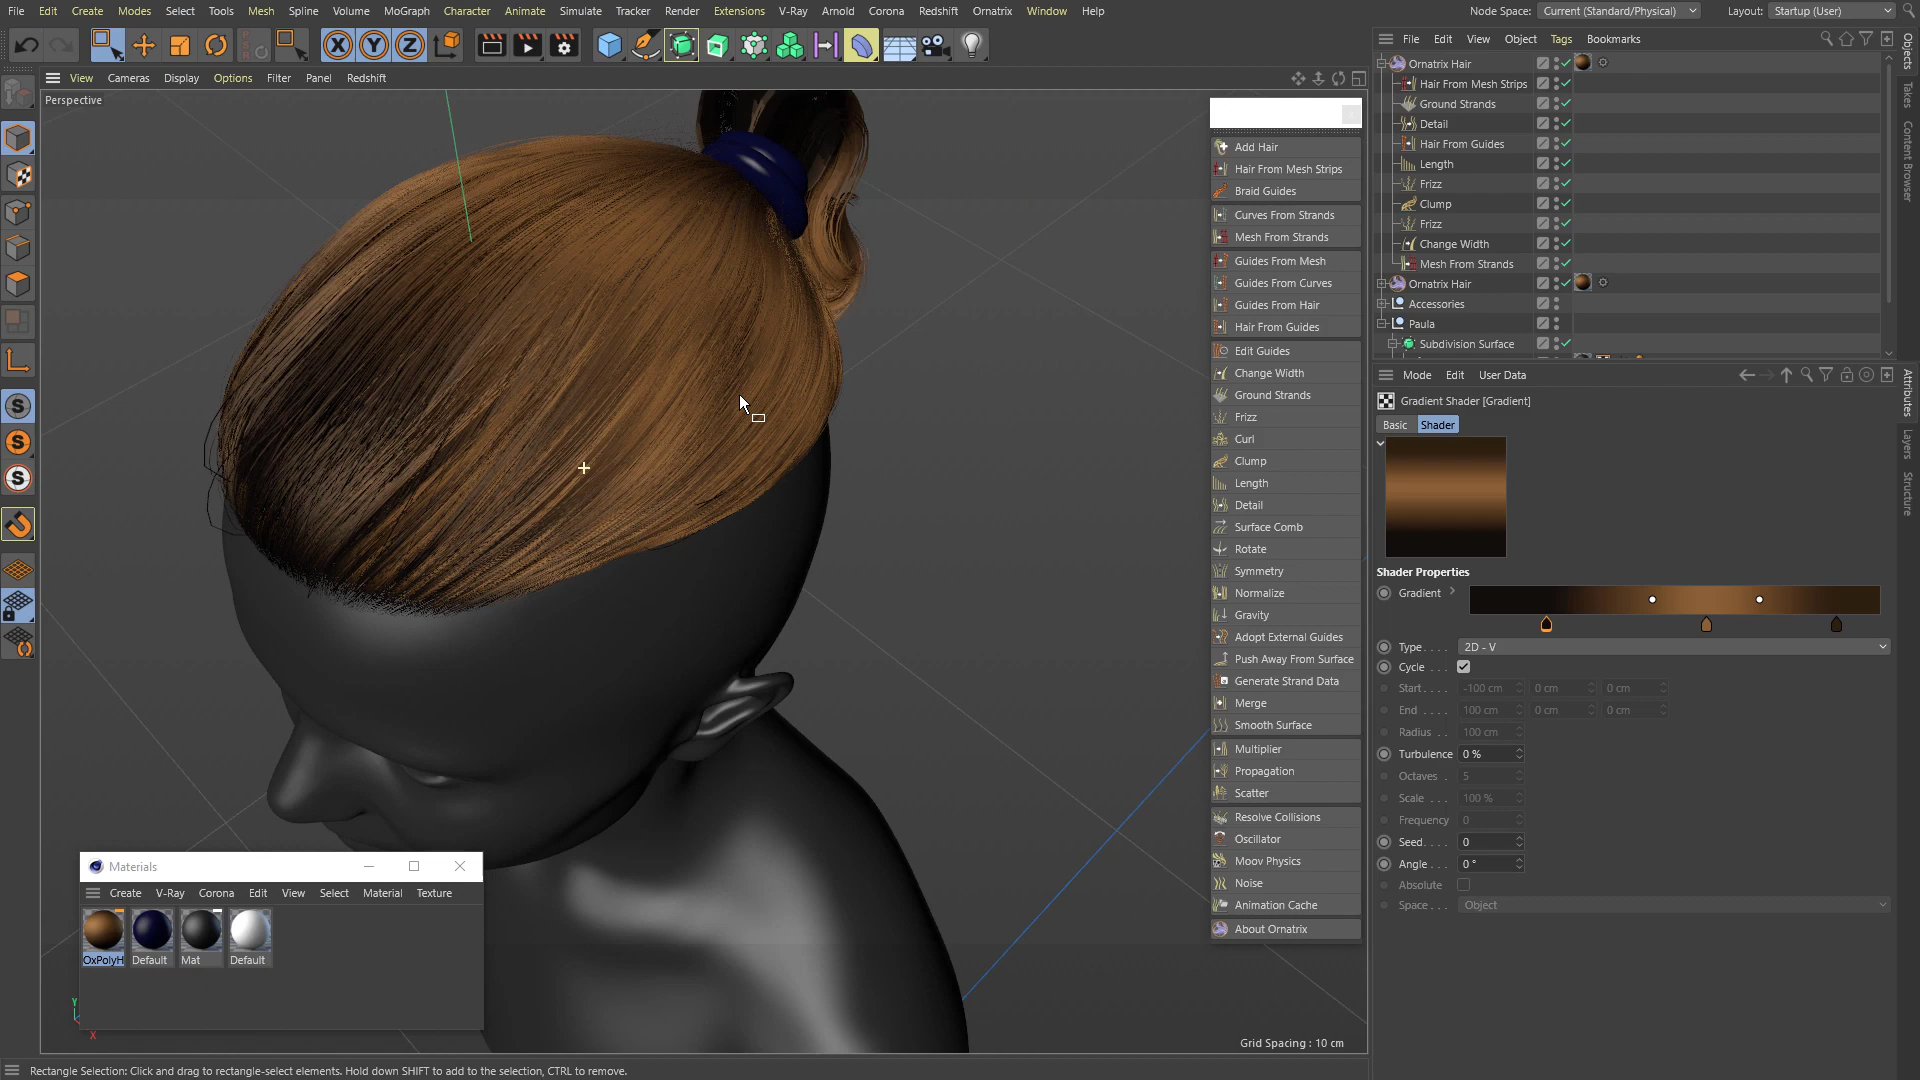 File Edit Create Modes Select Tools Mesh Spline Volume MoGraph Character Animate Simulate Tracker Render Extensions V-Ray Arnold Corona Redshift Ornatrix Window Help
Node Space: Current (Standard/Physical) Layout: Startup (User)
File Edit View Object Tags Bookmarks
View Cameras Display Options Filter Panel Redshift
Perspective
Add Hair
Hair From Mesh Strips
Braid Guides
Curves From Strands
Mesh From Strands
Guides From Mesh
Guides From Curves
Guides From Hair
Hair From Guides
Edit Guides
Change Width
Ground Strands
Frizz
Curl
Clump
Length
Detail
Surface Comb
Rotate
Symmetry
Normalize
Gravity
Adopt External Guides
Push Away From Surface
Generate Strand Data
Merge
Smooth Surface
Multiplier
Propagation
Scatter
Resolve Collisions
Oscillator
Moov Physics
Noise
Animation Cache
About Ornatrix
Ornatrix Hair
Hair From Mesh Strips
Ground Strands
Detail
Hair From Guides
Length
Frizz
Clump
Frizz
Change Width
Mesh From Strands
Ornatrix Hair
Accessories
Paula
Subdivision Surface
Objects
Takes
Content Browser
Mode Edit User Data
Gradient Shader [Gradient]
Basic Shader
Shader Properties
Gradient
Type. . . . 2D - V
Cycle . . .
Start. . . . -100 cm 0 cm 0 cm
End . . . . 100 cm 0 cm 0 cm
Radius . . 100 cm
Turbulence 0 %
Octaves . 5
Scale . . . 100 %
Frequency 0
Seed. . . . 0
Angle . . . 0 °
Absolute
Space. . . Object
Attributes
Layers
Structure
Materials
Create V-Ray Corona Edit View Select Material Texture
OxPolyH Default Mat Default
Y
X
Grid Spacing : 10 cm
Rectangle Selection: Click and drag to rectangle-select elements. Hold down SHIFT to add to the selection, CTRL to remove.